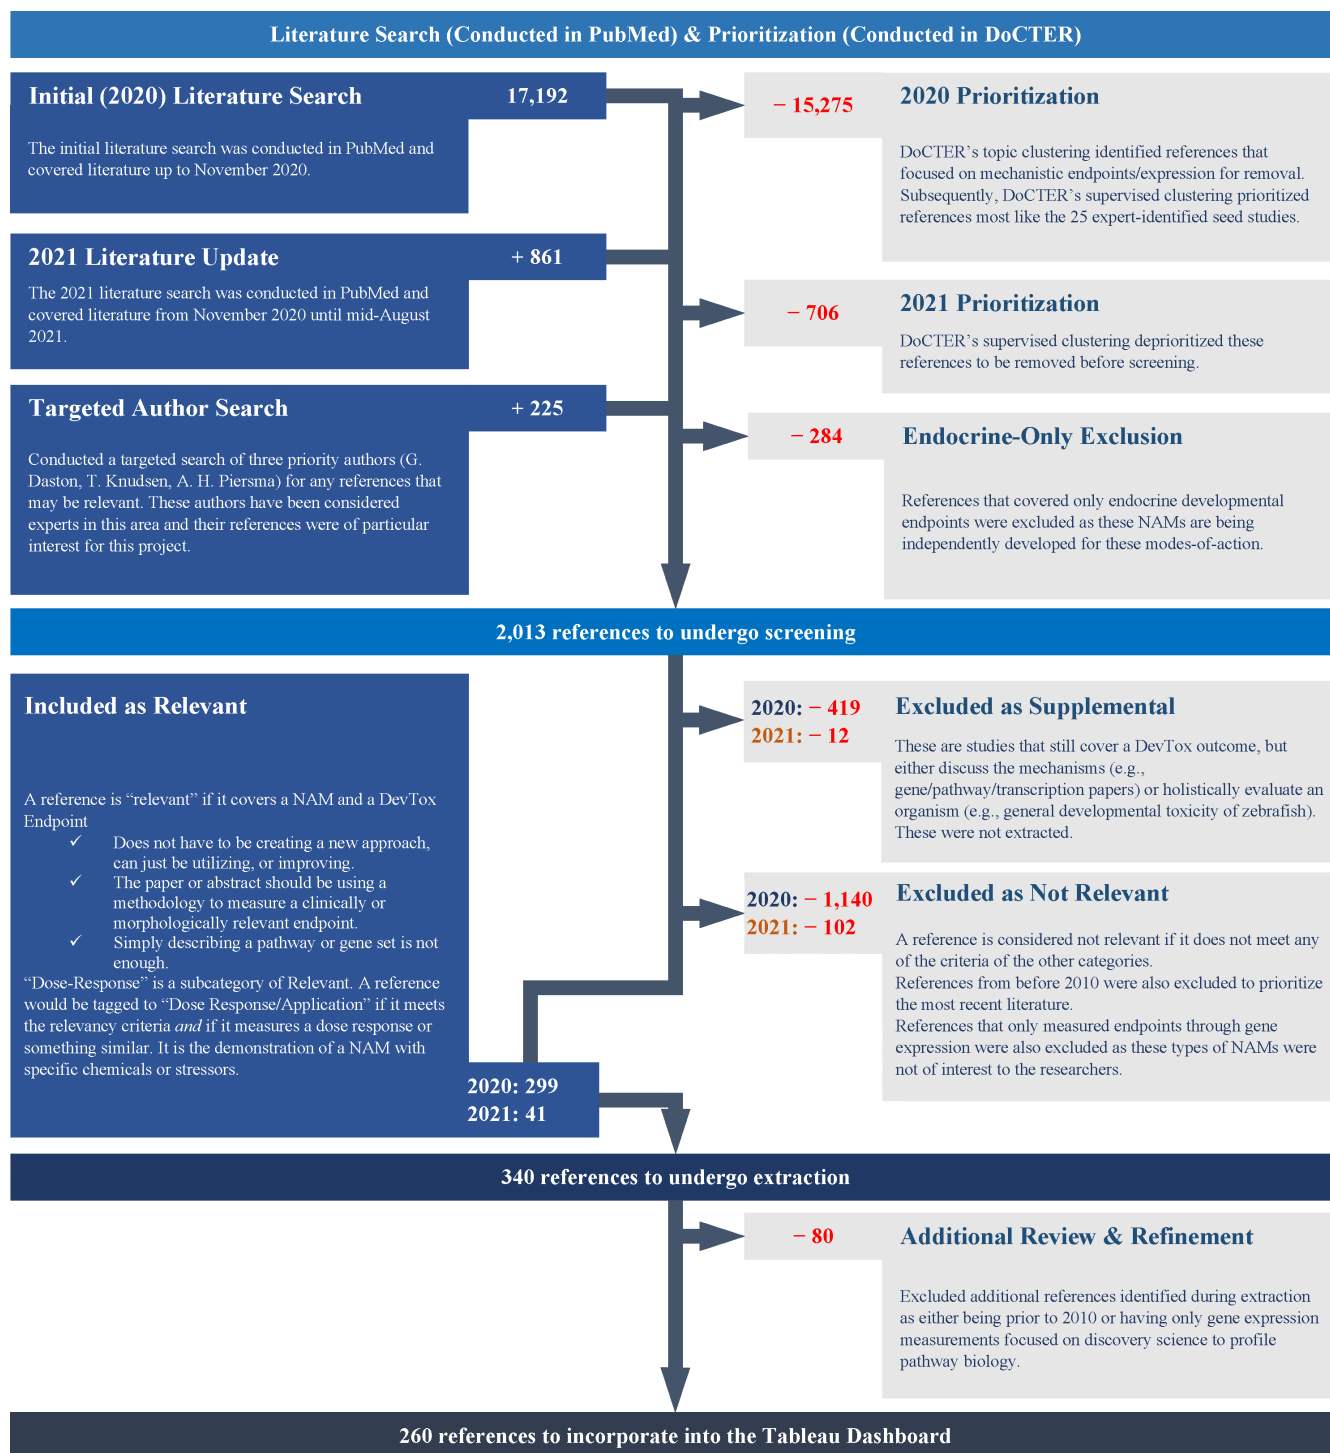 Literature Search (Conducted in PubMed) & Prioritization (Conducted in DoCTER)
Initial (2020) Literature Search
17,192
The initial literature search was conducted in PubMed and
covered literature up to November 2020.
− 15,275
2020 Prioritization
DoCTER’s topic clustering identified references that
focused on mechanistic endpoints/expression for removal.
Subsequently, DoCTER’s supervised clustering prioritized
references most like the 25 expert-identified seed studies.
2021 Literature Update
+ 861
The 2021 literature search was conducted in PubMed and
covered literature from November 2020 until mid-August
2021.
− 706
2021 Prioritization
DoCTER’s supervised clustering deprioritized these
references to be removed before screening.
Targeted Author Search
+ 225
Conducted a targeted search of three priority authors (G.
Daston, T. Knudsen, A. H. Piersma) for any references that
may be relevant. These authors have been considered
experts in this area and their references were of particular
interest for this project.
− 284
Endocrine-Only Exclusion
References that covered only endocrine developmental
endpoints were excluded as these NAMs are being
independently developed for these modes-of-action.
2,013 references to undergo screening
Included as Relevant
A reference is “relevant” if it covers a NAM and a DevTox
Endpoint
✓ Does not have to be creating a new approach,
can just be utilizing, or improving.
✓ The paper or abstract should be using a
methodology to measure a clinically or
morphologically relevant endpoint.
✓ Simply describing a pathway or gene set is not
enough.
“Dose-Response” is a subcategory of Relevant. A reference
would be tagged to “Dose Response/Application” if it meets
the relevancy criteria and if it measures a dose response or
something similar. It is the demonstration of a NAM with
specific chemicals or stressors.
2020: 299
2021: 41
2020: − 419
2021: − 12
Excluded as Supplemental
These are studies that still cover a DevTox outcome, but
either discuss the mechanisms (e.g.,
gene/pathway/transcription papers) or holistically evaluate an
organism (e.g., general developmental toxicity of zebrafish).
These were not extracted.
2020: − 1,140
2021: − 102
Excluded as Not Relevant
A reference is considered not relevant if it does not meet any
of the criteria of the other categories.
References from before 2010 were also excluded to prioritize
the most recent literature.
References that only measured endpoints through gene
expression were also excluded as these types of NAMs were
not of interest to the researchers.
340 references to undergo extraction
− 80
Additional Review & Refinement
Excluded additional references identified during extraction
as either being prior to 2010 or having only gene expression
measurements focused on discovery science to profile
pathway biology.
260 references to incorporate into the Tableau Dashboard